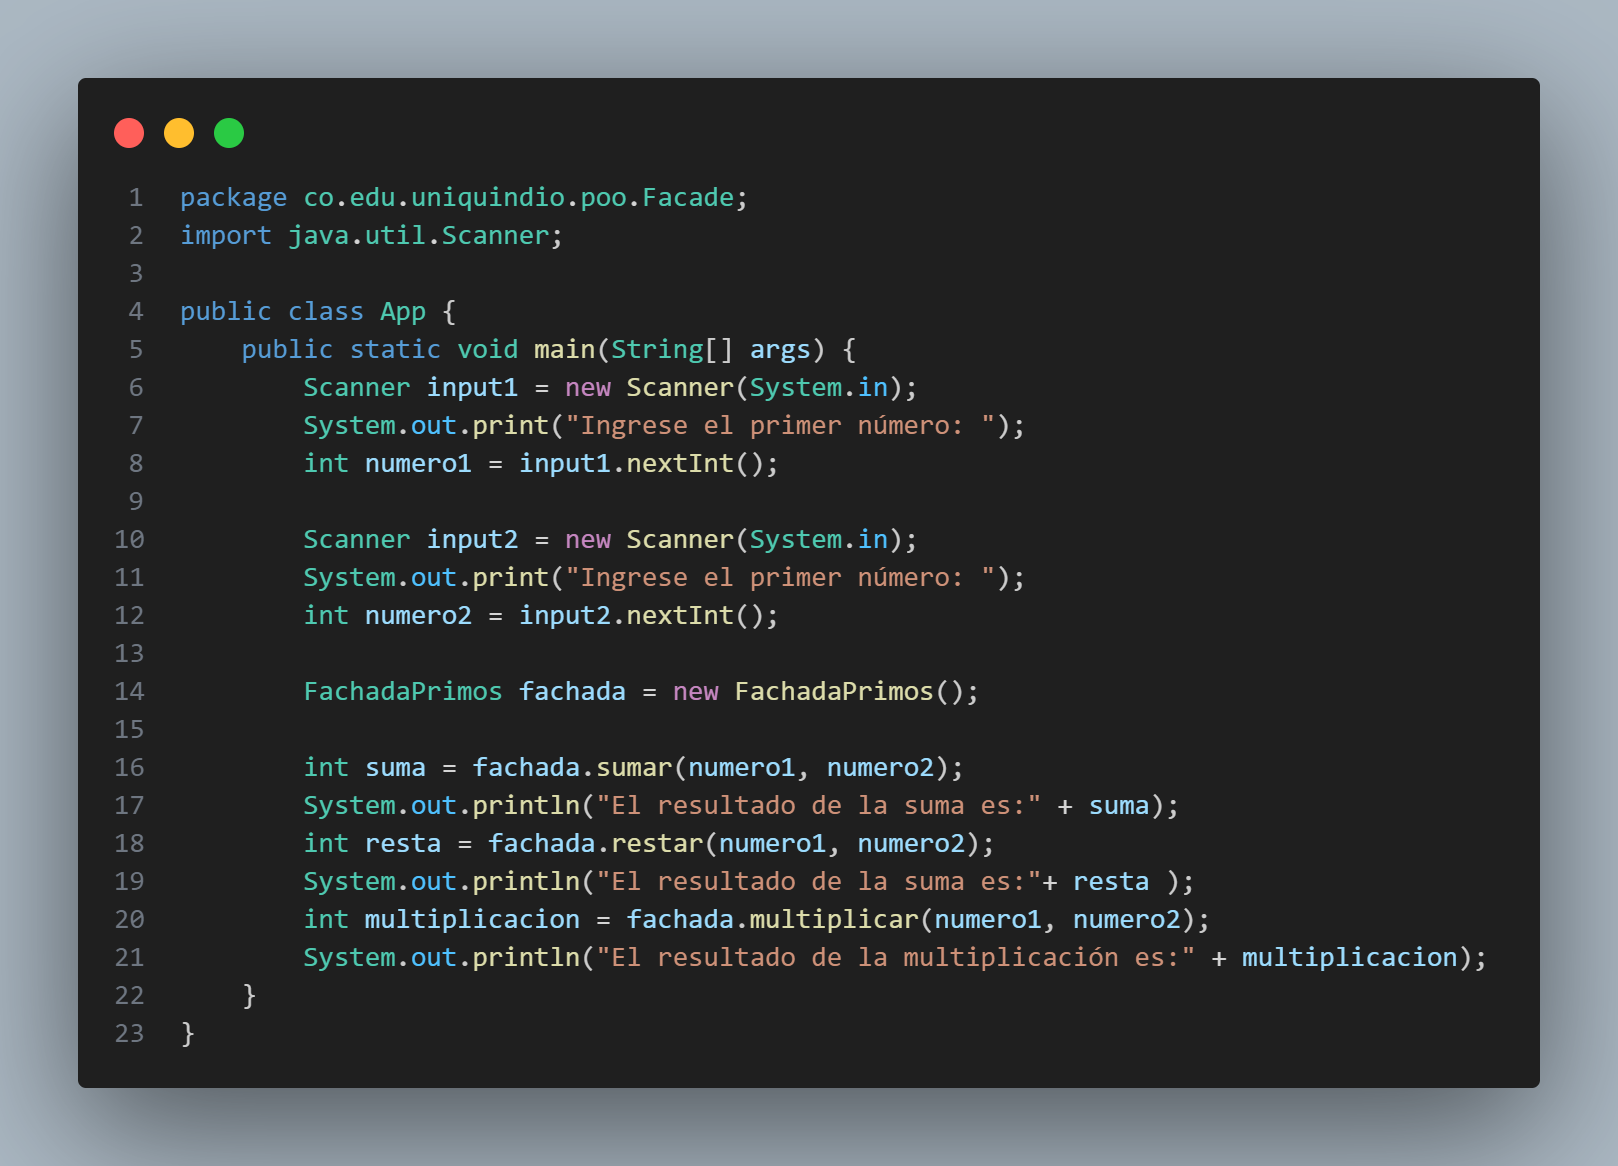 1 package co.edu.uniquindio.poo.Facade;
2 import java.util.Scanner;
3
4 public class App {
5     public static void main(String[] args) {
6         Scanner input1 = new Scanner(System.in);
7         System.out.print("Ingrese el primer número: ");
8         int numero1 = input1.nextInt();
9
10         Scanner input2 = new Scanner(System.in);
11         System.out.print("Ingrese el primer número: ");
12         int numero2 = input2.nextInt();
13
14         FachadaPrimos fachada = new FachadaPrimos();
15
16         int suma = fachada.sumar(numero1, numero2);
17         System.out.println("El resultado de la suma es:" + suma);
18         int resta = fachada.restar(numero1, numero2);
19         System.out.println("El resultado de la suma es:"+ resta );
20         int multiplicacion = fachada.multiplicar(numero1, numero2);
21         System.out.println("El resultado de la multiplicación es:" + multiplicacion);
22     }
23 }